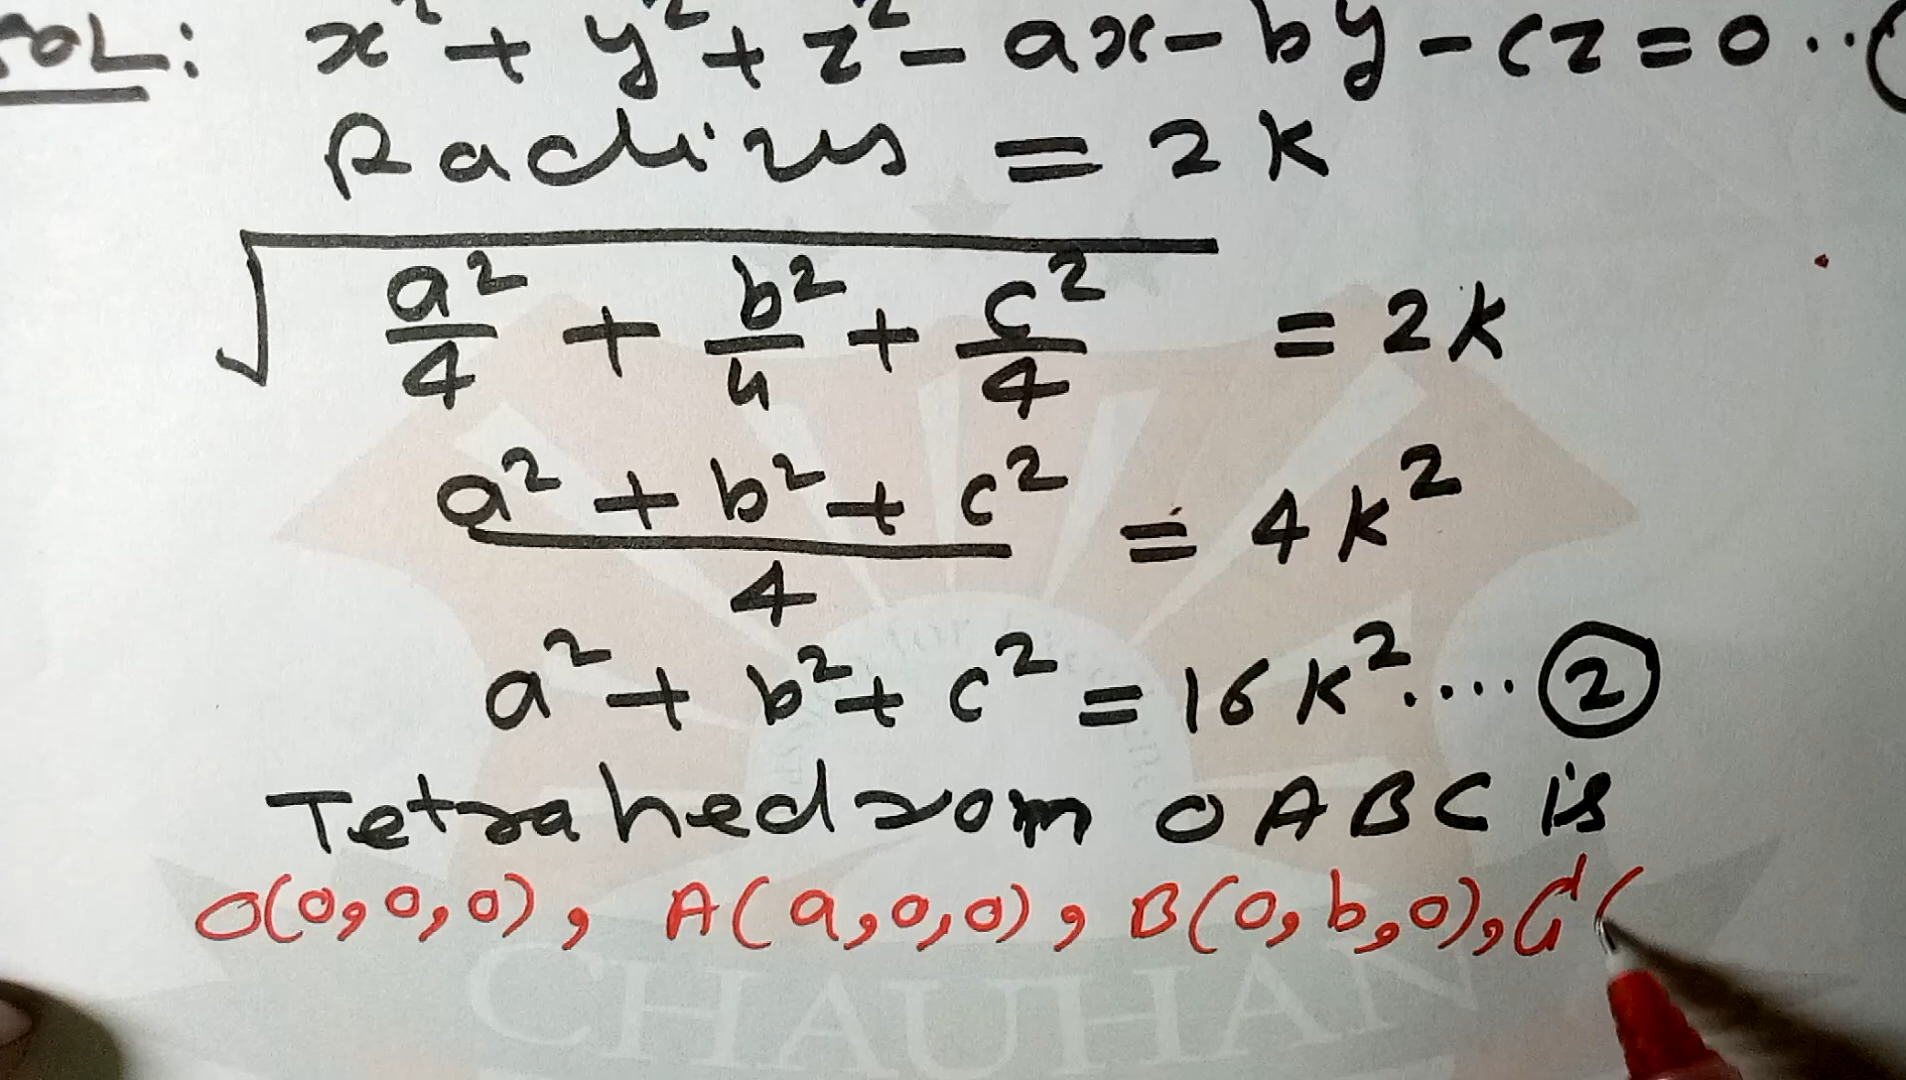 SOL: x² + y² + z² - ax - by - cz = 0 ..(
Radius = 2K
√(a²/4 + b²/4 + c²/4) = 2K
(a² + b² + c²)/4 = 4K²
a² + b² + c² = 16K² .... ②
Tetrahedron OABC is
O(0,0,0), A(a,0,0), B(0,b,0), C(
CHAUHAN